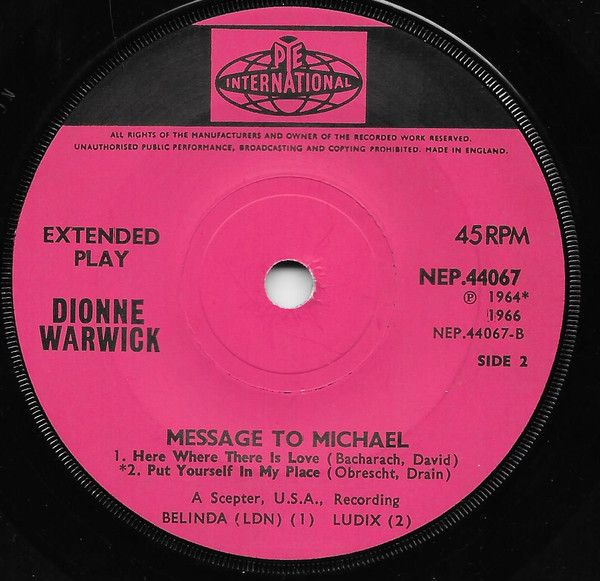 PYE
INTERNATIONAL
ALL RIGHTS OF THE MANUFACTURERS AND OWNER OF THE RECORDED WORK RESERVED.
UNAUTHORISED PUBLIC PERFORMANCE, BROADCASTING AND COPYING PROHIBITED. MADE IN ENGLAND.
EXTENDED
PLAY
45 RPM
DIONNE
WARWICK
NEP.44067
℗ 1964*
1966
NEP.44067-B
SIDE 2
MESSAGE TO MICHAEL
1. Here Where There Is Love (Bacharach, David)
*2. Put Yourself In My Place (Obrescht, Drain)
A Scepter, U.S.A., Recording
BELINDA (LDN) (1) LUDIX (2)